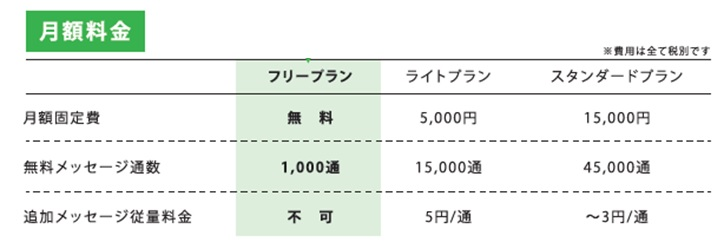 月額料金
※費用は全て税別です
フリープラン ライトプラン スタンダードプラン
月額固定費 無 料 5,000円 15,000円
無料メッセージ通数 1,000通 15,000通 45,000通
追加メッセージ従量料金 不 可 5円/通 〜3円/通